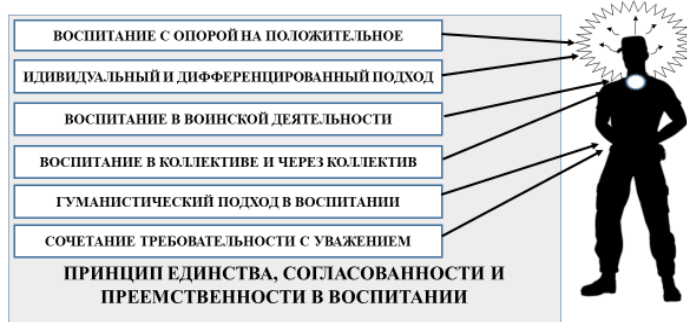 ВОСПИТАНИЕ С ОПОРОЙ НА ПОЛОЖИТЕЛЬНОЕ
ИДИВИДУАЛЬНЫЙ И ДИФФЕРЕНЦИРОВАННЫЙ ПОДХОД
ВОСПИТАНИЕ В ВОИНСКОЙ ДЕЯТЕЛЬНОСТИ
ВОСПИТАНИЕ В КОЛЛЕКТИВЕ И ЧЕРЕЗ КОЛЛЕКТИВ
ГУМАНИСТИЧЕСКИЙ ПОДХОД В ВОСПИТАНИИ
СОЧЕТАНИЕ ТРЕБОВАТЕЛЬНОСТИ С УВАЖЕНИЕМ
ПРИНЦИП ЕДИНСТВА, СОГЛАСОВАННОСТИ И
ПРЕЕМСТВЕННОСТИ В ВОСПИТАНИИ